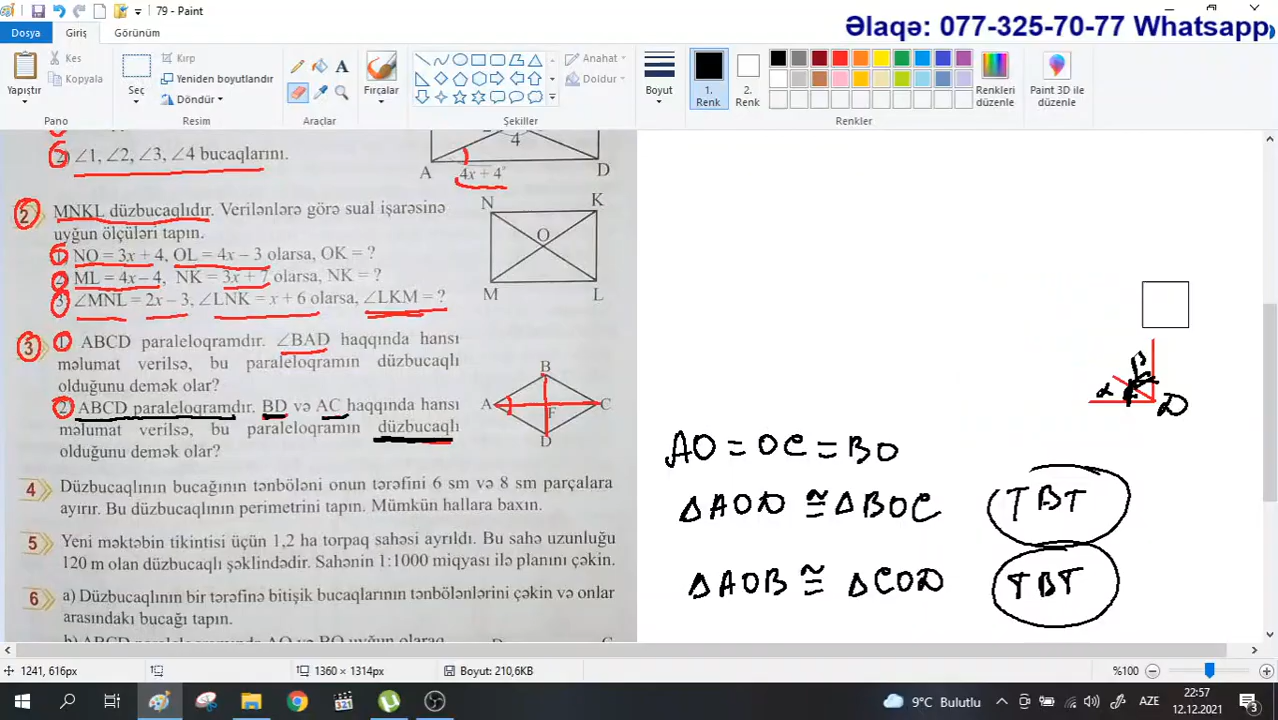 79 - Paint
Əlaqə: 077-325-70-77 Whatsapp
Dosya Giriş Görünüm
Yapıştır
Kes
Kopyala
Pano
Seç
Kırp
Yeniden boyutlandır
Döndür
Resim
A
Fırçalar
Araçlar
Anahat
Doldur
Şekiller
Boyut
1. Renk
2. Renk
Renkler
Renkleri düzenle
Paint 3D ile düzenle
2) ∠1, ∠2, ∠3, ∠4 bucaqlarını.
4
A 4x + 4° D
2 MNKL düzbucaqlıdır. Verilənlərə görə sual işarəsinə
uyğun ölçüləri tapın.
1) NO = 3x + 4, OL = 4x – 3 olarsa, OK = ?
2) ML = 4x – 4, NK = 3x + 7 olarsa, NK = ?
3) ∠MNL = 2x – 3, ∠LNK = x + 6 olarsa, ∠LKM = ?
N K
O
M L
3 1) ABCD paraleloqramdır. ∠BAD haqqında hansı
məlumat verilsə, bu paraleloqramın düzbucaqlı
olduğunu demək olar?
2) ABCD paraleloqramdır. BD və AC haqqında hansı
məlumat verilsə, bu paraleloqramın düzbucaqlı
olduğunu demək olar?
B
A F C
D
4 Düzbucaqlının bucağının tənböləni onun tərəfini 6 sm və 8 sm parçalara
ayırır. Bu düzbucaqlının perimetrini tapın. Mümkün hallara baxın.
5 Yeni məktəbin tikintisi üçün 1,2 ha torpaq sahəsi ayrıldı. Bu sahə uzunluğu
120 m olan düzbucaqlı şəklindədir. Sahənin 1:1000 miqyası ilə planını çəkin.
6 a) Düzbucaqlının bir tərəfinə bitişik bucaqlarının tənbölənlərini çəkin və onlar
arasındakı bucağı tapın.
α β D
AO = OC = BO
△AOD ≅ △BOC TBT
△AOB ≅ △COD TBT
1241, 616px
1360 × 1314px
Boyut: 210,6KB
%100
9°C Bulutlu
AZE
22:57
12.12.2021
3